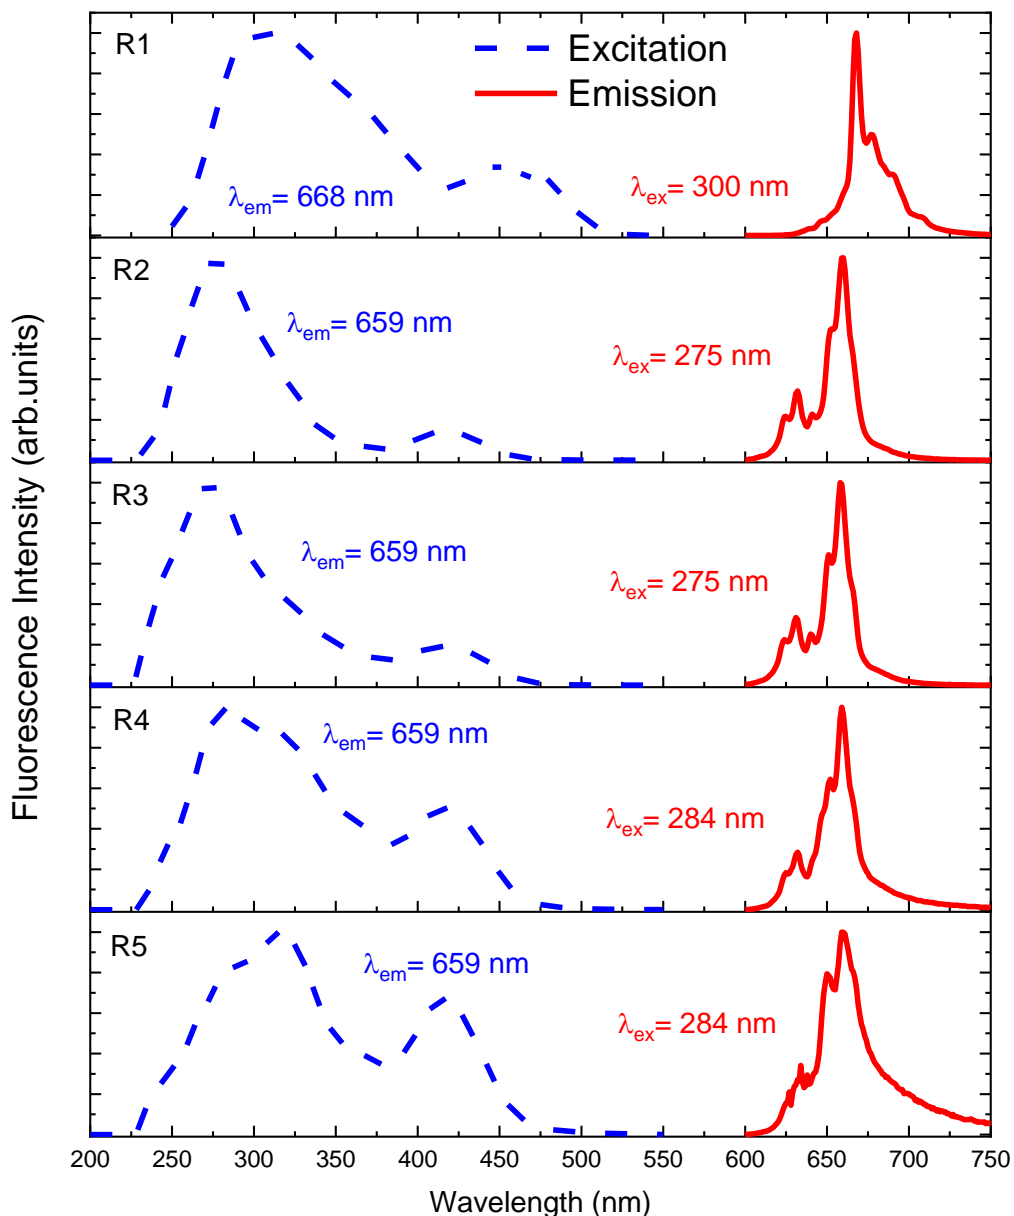 R1
Excitation
Emission
λem= 668 nm
λex= 300 nm
R2
λem= 659 nm
λex= 275 nm
R3
λem= 659 nm
λex= 275 nm
R4
λem= 659 nm
λex= 284 nm
R5
λem= 659 nm
λex= 284 nm
Fluorescence Intensity (arb.units)
200 250 300 350 400 450 500 550 600 650 700 750
Wavelength (nm)